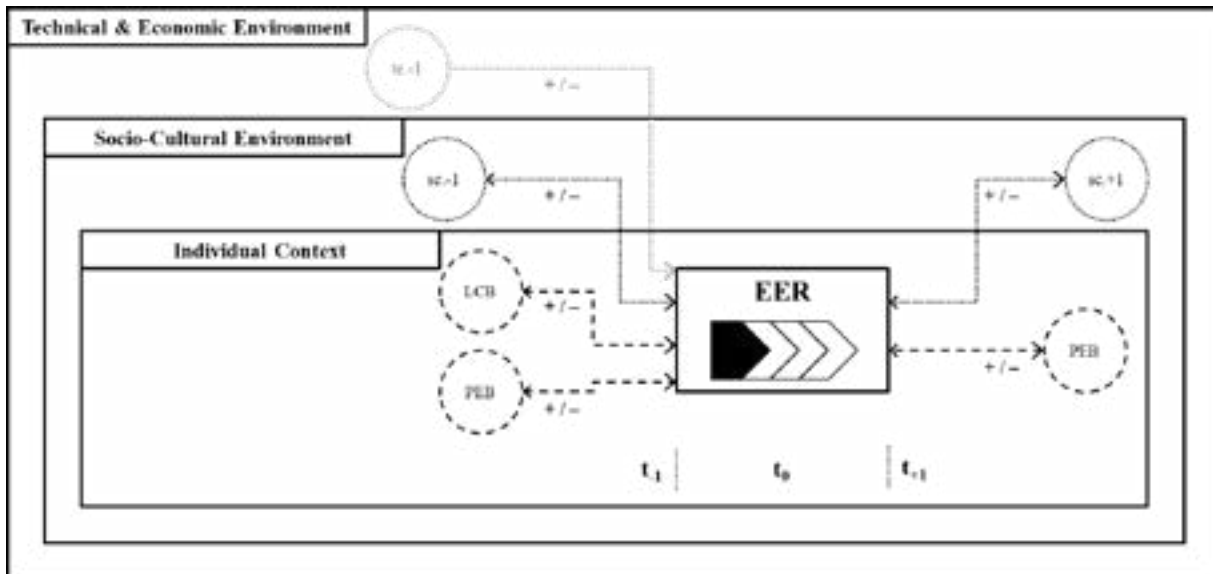 Technical & Economic Environment
te.-1
+ / −
Socio-Cultural Environment
sc.-1
+ / −
sc.+1
+ / −
Individual Context
LCB
+ / −
EER
PEB
+ / −
PEB
+ / −
t-1
t0
t+1